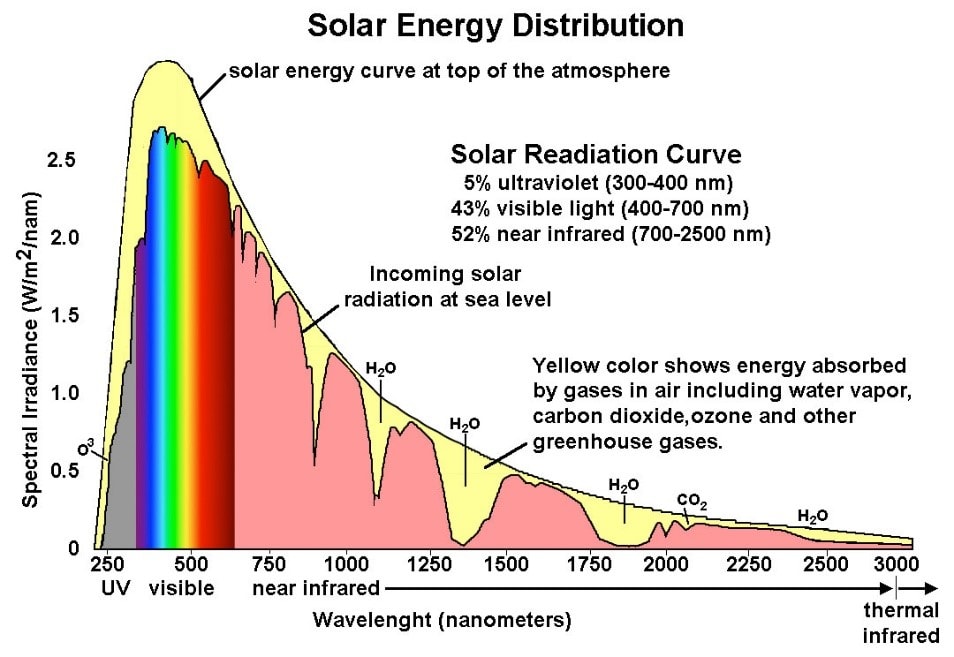 Solar Energy Distribution
solar energy curve at top of the atmosphere
Solar Readiation Curve
5% ultraviolet (300-400 nm)
43% visible light (400-700 nm)
52% near infrared (700-2500 nm)
Incoming solar
radiation at sea level
Yellow color shows energy absorbed
by gases in air including water vapor,
carbon dioxide,ozone and other
greenhouse gases.
Spectral Irradiance (W/m²/nam)
2.5
2.0
1.5
1.0
0.5
0
O³
H₂O
H₂O
H₂O
CO₂
H₂O
250 500 750 1000 1250 1500 1750 2000 2250 2500 3000
UV visible near infrared
thermal
infrared
Wavelenght (nanometers)